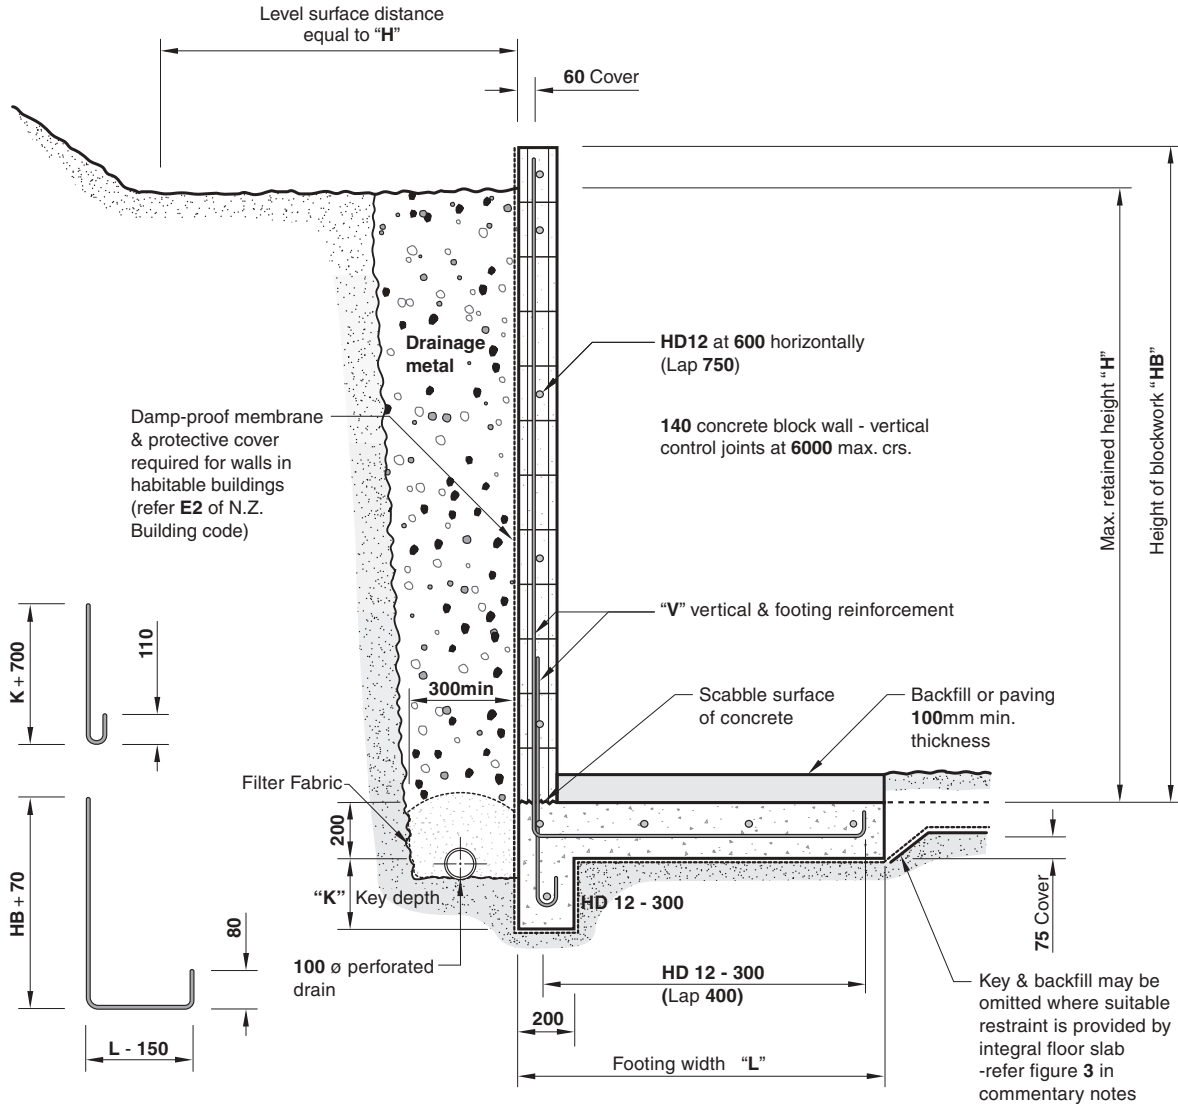 Level surface distance
equal to “H”
60 Cover
Drainage
metal
HD12 at 600 horizontally
(Lap 750)
140 concrete block wall - vertical
control joints at 6000 max. crs.
Max. retained height “H”
Height of blockwork “HB”
Damp-proof membrane
& protective cover
required for walls in
habitable buildings
(refer E2 of N.Z.
Building code)
“V” vertical & footing reinforcement
K + 700
110
300min
Scabble surface
of concrete
Backfill or paving
100mm min.
thickness
Filter Fabric
200
“K” Key depth
HD 12 - 300
HB + 70
80
L - 150
100 ø perforated
drain
HD 12 - 300
(Lap 400)
200
Footing width “L”
75 Cover
Key & backfill may be
omitted where suitable
restraint is provided by
integral floor slab
-refer figure 3 in
commentary notes